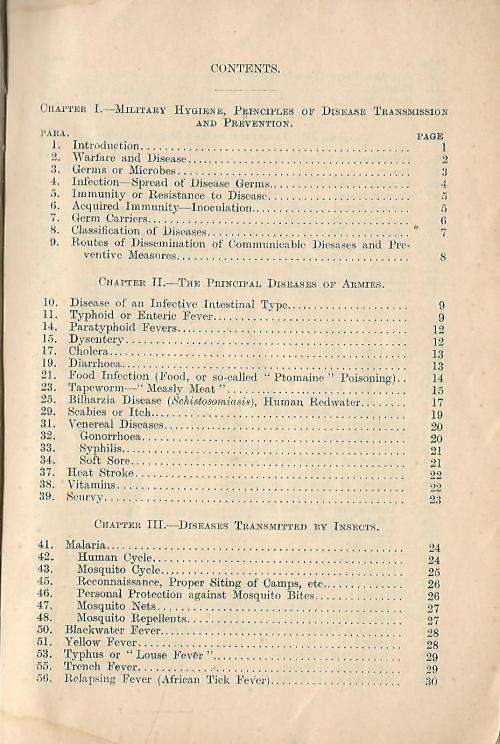 CONTENTS.
CHAPTER I.—MILITARY HYGIENE, PRINCIPLES OF DISEASE TRANSMISSION
AND PREVENTION.
PARA. PAGE
1. Introduction 1
2. Warfare and Disease 2
3. Germs or Microbes 3
4. Infection—Spread of Disease Germs 4
5. Immunity or Resistance to Disease 5
6. Acquired Immunity—Inoculation 5
7. Germ Carriers 6
8. Classification of Diseases 7
9. Routes of Dissemination of Communicable Diesases and Pre-
ventive Measures 8
CHAPTER II.—THE PRINCIPAL DISEASES OF ARMIES.
10. Disease of an Infective Intestinal Type 9
11. Typhoid or Enteric Fever 9
14. Paratyphoid Fevers 12
15. Dysentery 12
17. Cholera 13
19. Diarrhoea 13
21. Food Infection (Food, or so-called "Ptomaine" Poisoning) 14
23. Tapeworm—"Measly Meat" 15
25. Bilharzia Disease (Schistosomiasis), Human Redwater 17
29. Scabies or Itch 19
31. Venereal Diseases 20
32. Gonorrhoea 20
33. Syphilis 21
34. Soft Sore 21
37. Heat Stroke 22
38. Vitamins 22
39. Scurvy 23
CHAPTER III.—DISEASES TRANSMITTED BY INSECTS.
41. Malaria 24
42. Human Cycle 24
43. Mosquito Cycle 25
45. Reconnaissance, Proper Siting of Camps, etc. 26
46. Personal Protection against Mosquito Bites 26
47. Mosquito Nets 27
48. Mosquito Repellents 27
50. Blackwater Fever 28
51. Yellow Fever 28
53. Typhus or "Louse Fever" 29
55. Trench Fever 29
56. Relapsing Fever (African Tick Fever) 30